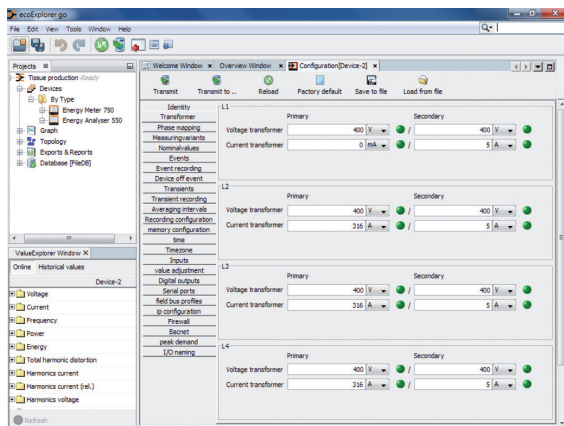 ecoExplorer go
File Edit View Tools Window Help
Projects
Welcome Window Overview Window Configuration[Device-2]
Tissue production Ready
Devices
By Type
Energy Meter 750
Energy Analyser 550
Graph
Topology
Exports & Reports
Database [FileDB]
Transmit Transmit to .. Reload Factory default Save to file Load from file
Identity
Transformer
Phase mapping
Measuringvariants
Nominalvalues
Events
Event recording
Device off event
Transients
Transient recording
Averaging intervals
Recording configuration
memory configuration
time
Timezone
Inputs
value adjustment
Digital outputs
Serial ports
field bus profiles
ip configuration
Firewall
Bacnet
peak demand
I/O naming
L1
Primary Secondary
Voltage transformer 400 V / 400 V
Current transformer 0 mA / 5 A
L2
Primary Secondary
Voltage transformer 400 V / 400 V
Current transformer 316 A / 5 A
L3
Primary Secondary
Voltage transformer 400 V / 400 V
Current transformer 316 A / 5 A
L4
Primary Secondary
Voltage transformer 400 V / 400 V
Current transformer 316 A / 5 A
ValueExplorer Window
Online Historical values
Device-2
Voltage
Current
Frequency
Power
Energy
Total harmonic distortion
Harmonics current
Harmonics current (rel.)
Harmonics voltage
Refresh